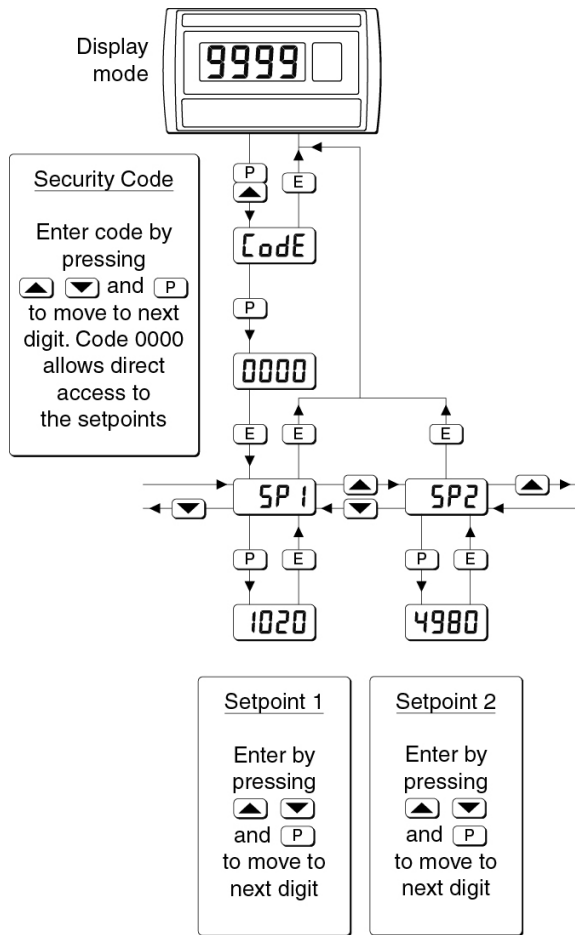 Display
mode
9999
P
E
Security Code
Enter code by
pressing
and P
to move to next
digit. Code 0000
allows direct
access to
the setpoints
CodE
P
0000
E
E
E
SP1
SP2
P
E
P
E
1020
4980
Setpoint 1
Enter by
pressing
and P
to move to
next digit
Setpoint 2
Enter by
pressing
and P
to move to
next digit